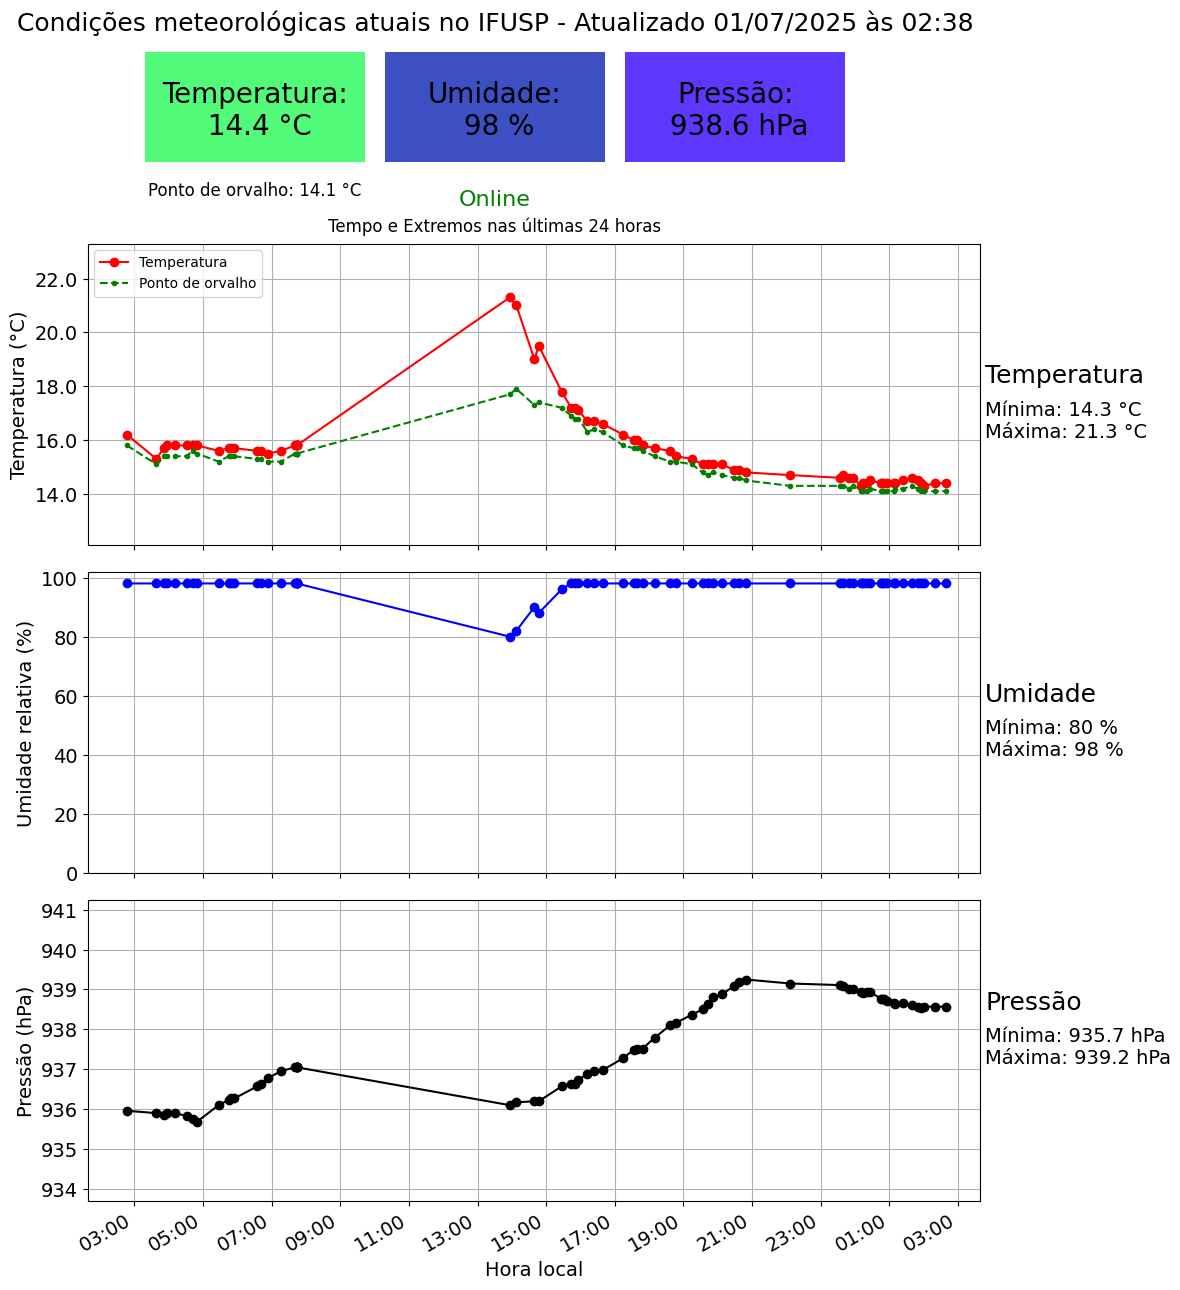 Condições meteorológicas atuais no IFUSP - Atualizado 01/07/2025 às 02:38
Temperatura:
14.4 °C
Umidade:
98 %
Pressão:
938.6 hPa
Ponto de orvalho: 14.1 °C
Online
Tempo e Extremos nas últimas 24 horas
Temperatura
Ponto de orvalho
Temperatura (°C)
22.0
20.0
18.0
16.0
14.0
Temperatura
Mínima: 14.3 °C
Máxima: 21.3 °C
Umidade relativa (%)
100
80
60
40
20
0
Umidade
Mínima: 80 %
Máxima: 98 %
Pressão (hPa)
941
940
939
938
937
936
935
934
Pressão
Mínima: 935.7 hPa
Máxima: 939.2 hPa
03:00
05:00
07:00
09:00
11:00
13:00
15:00
17:00
19:00
21:00
23:00
01:00
03:00
Hora local